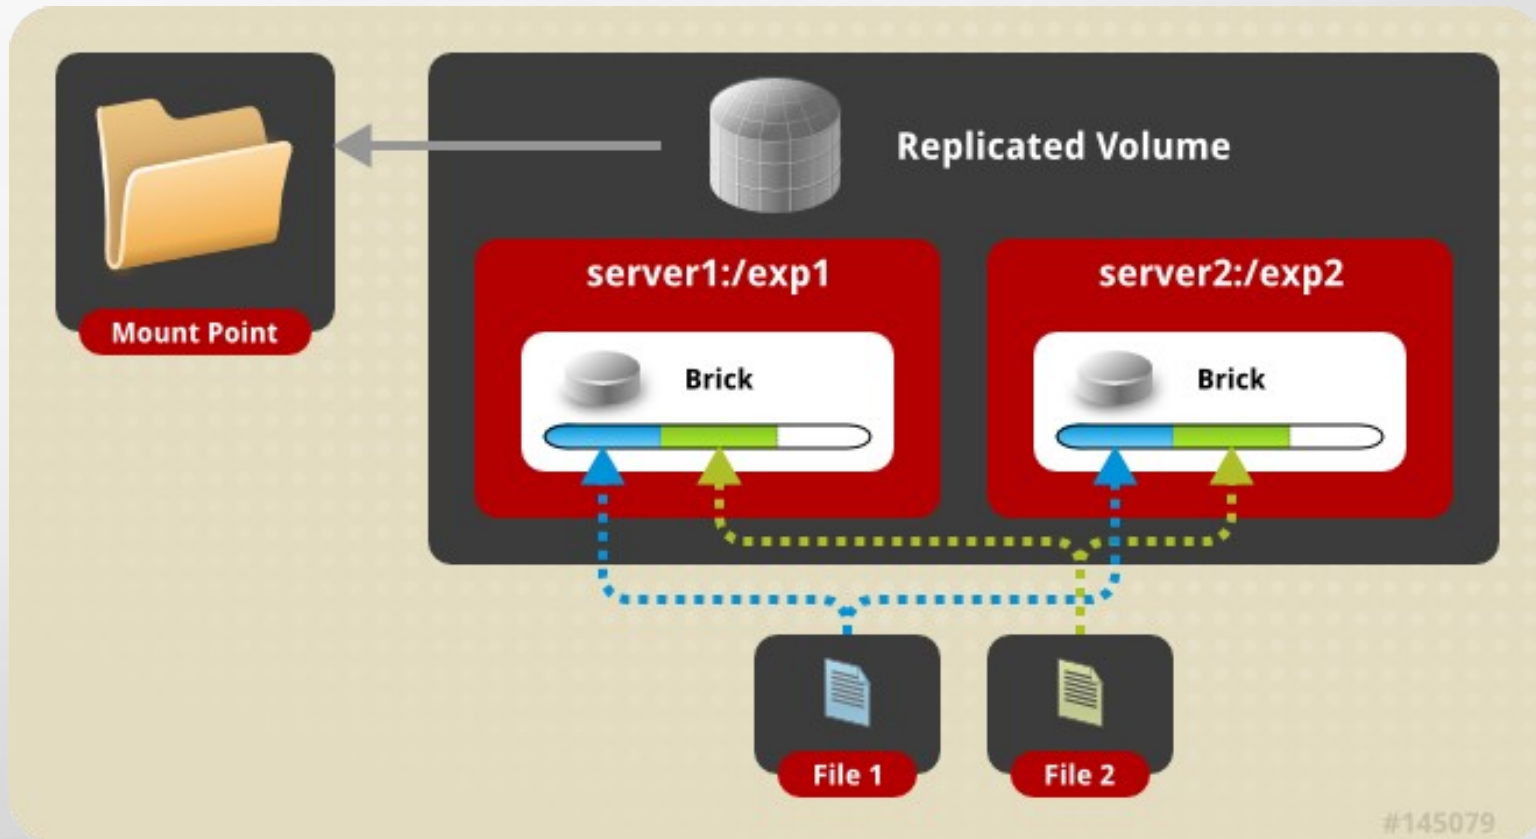 Replicated Volume
Mount Point
server1:/exp1
server2:/exp2
Brick
Brick
File 1
File 2
#145079